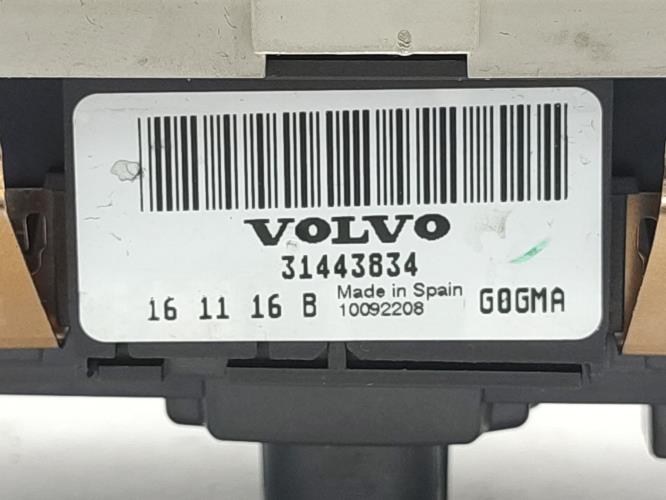 VOLVO
31443834
16 11 16 B Made in Spain G0GMA
10092208